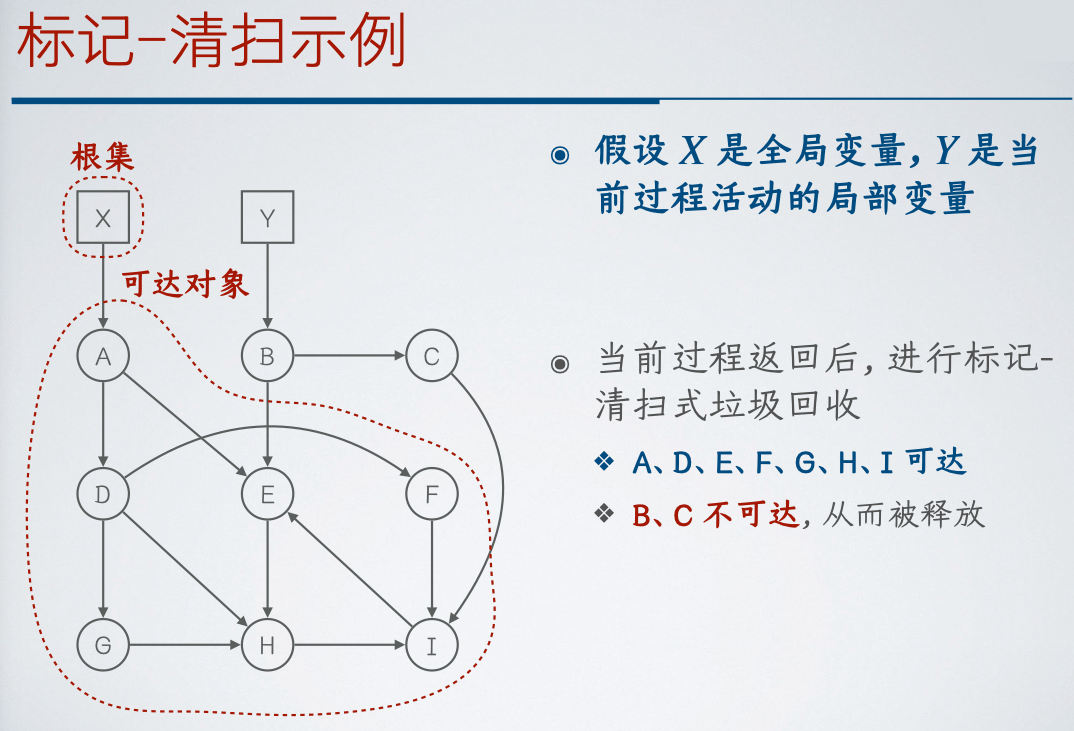 标记-清扫示例
根集
X
Y
可达对象
A
B
C
D
E
F
G
H
I
假设 X 是全局变量, Y 是当
前过程活动的局部变量
当前过程返回后, 进行标记-
清扫式垃圾回收
A、D、E、F、G、H、I 可达
B、C 不可达, 从而被释放